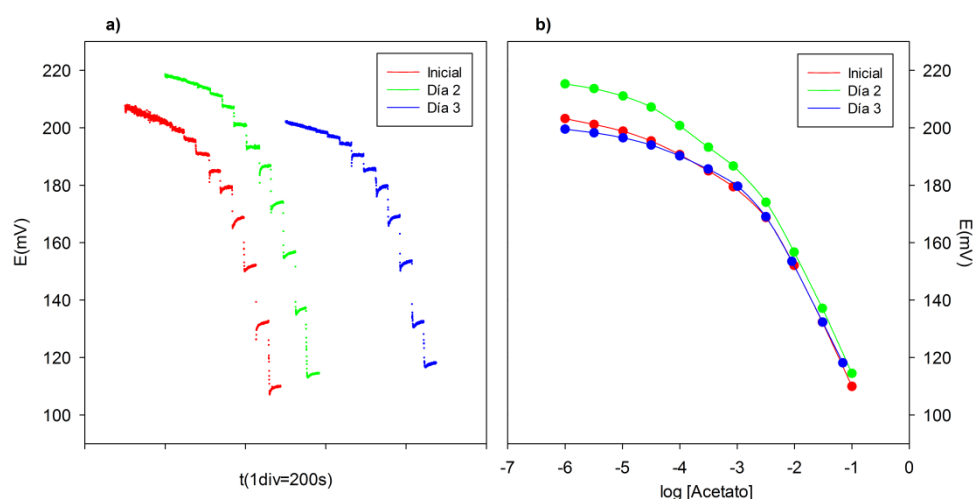 a)
E(mV)
220
200
180
160
140
120
100
Inicial
Día 2
Día 3
t(1div=200s)
b)
Inicial
Día 2
Día 3
220
200
180
160
140
120
100
E(mV)
-7 -6 -5 -4 -3 -2 -1 0
log [Acetato]